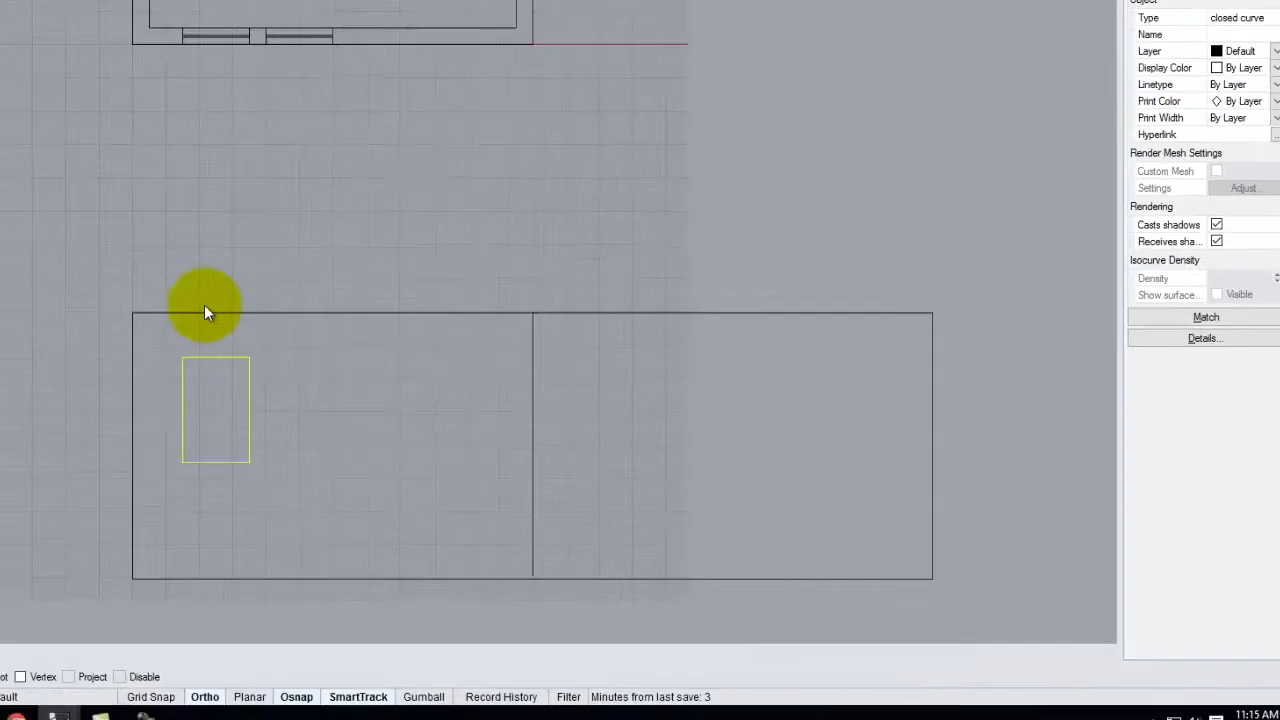 Object
Type closed curve
Name
Layer Default
Display Color By Layer
Linetype By Layer
Print Color By Layer
Print Width By Layer
Hyperlink ...
Render Mesh Settings
Custom Mesh
Settings Adjust...
Rendering
Casts shadows
Receives sha...
Isocurve Density
Density
Show surface... Visible
Match
Details...
Vertex Project Disable
Grid Snap Ortho Planar Osnap SmartTrack Gumball Record History Filter Minutes from last save: 3
11:15 AM